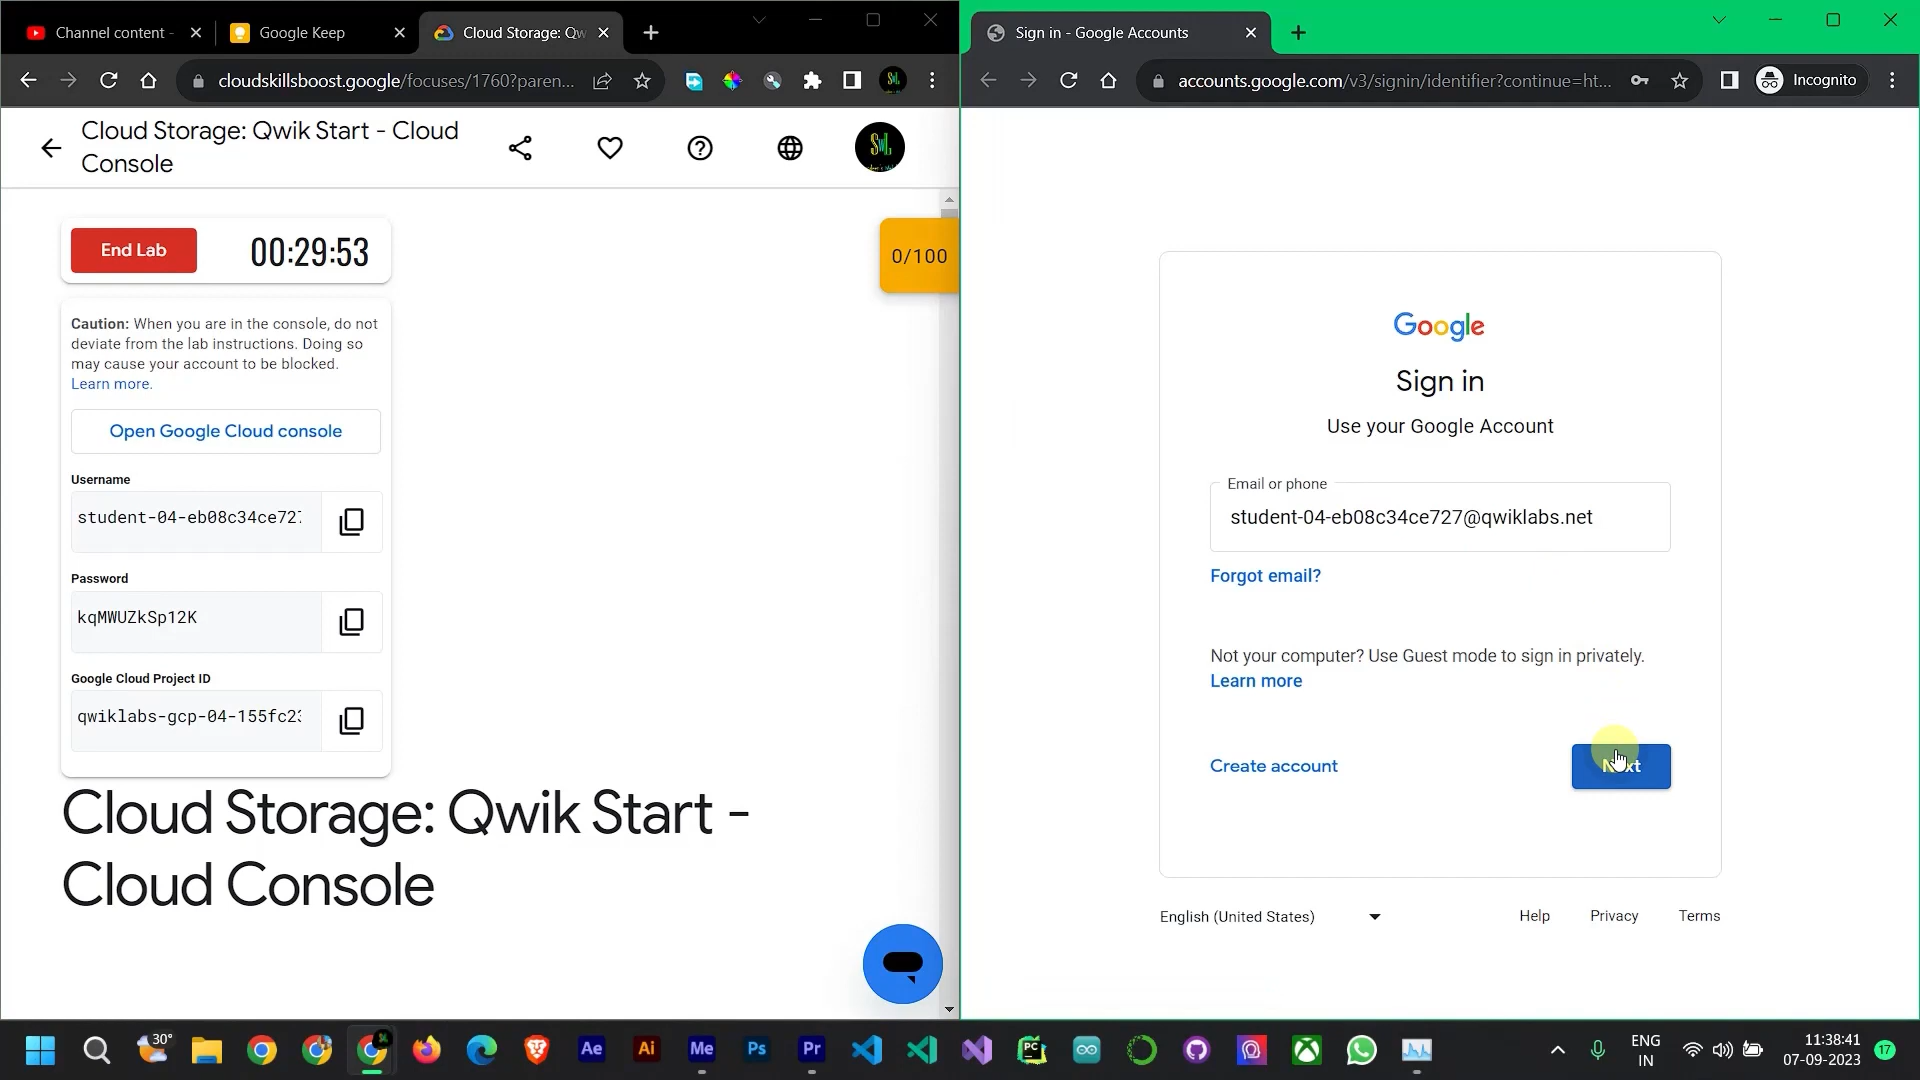 Channel content -
Google Keep
Cloud Storage: Qw
cloudskillsboost.google/focuses/1760?paren...
Cloud Storage: Qwik Start - Cloud
Console
End Lab
00:29:53
0/100
Caution: When you are in the console, do not
deviate from the lab instructions. Doing so
may cause your account to be blocked.
Learn more.
Open Google Cloud console
Username
student-04-eb08c34ce727
Password
kqMWUZkSp12K
Google Cloud Project ID
qwiklabs-gcp-04-155fc23
Cloud Storage: Qwik Start -
Cloud Console
Sign in - Google Accounts
accounts.google.com/v3/signin/identifier?continue=ht...
Incognito
Google
Sign in
Use your Google Account
Email or phone
student-04-eb08c34ce727@qwiklabs.net
Forgot email?
Not your computer? Use Guest mode to sign in privately.
Learn more
Create account
Next
English (United States)
Help
Privacy
Terms
30°
Ae
Ai
Me
Ps
Pr
PC
ENG
IN
11:38:41
07-09-2023
17